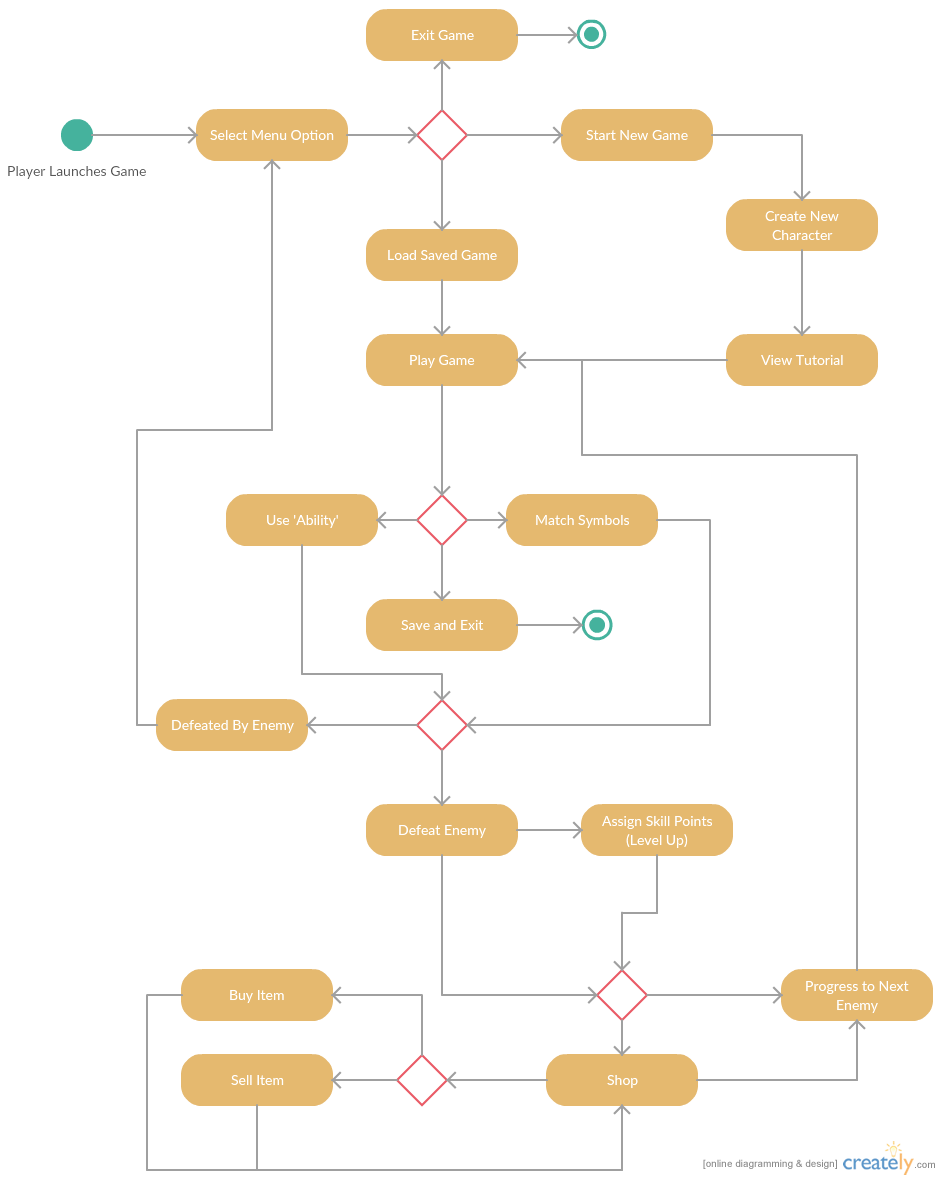 Exit Game
Select Menu Option
Start New Game
Player Launches Game
Create New
Character
Load Saved Game
Play Game
View Tutorial
Use 'Ability'
Match Symbols
Save and Exit
Defeated By Enemy
Defeat Enemy
Assign Skill Points
(Level Up)
Buy Item
Progress to Next
Enemy
Sell Item
Shop
[online diagramming & design] creately.com